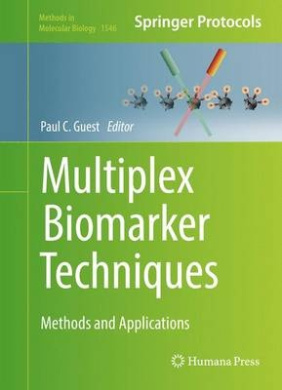 Methods in
Molecular Biology 1546
Springer Protocols
Paul C. Guest Editor
Multiplex
Biomarker
Techniques
Methods and Applications
Humana Press